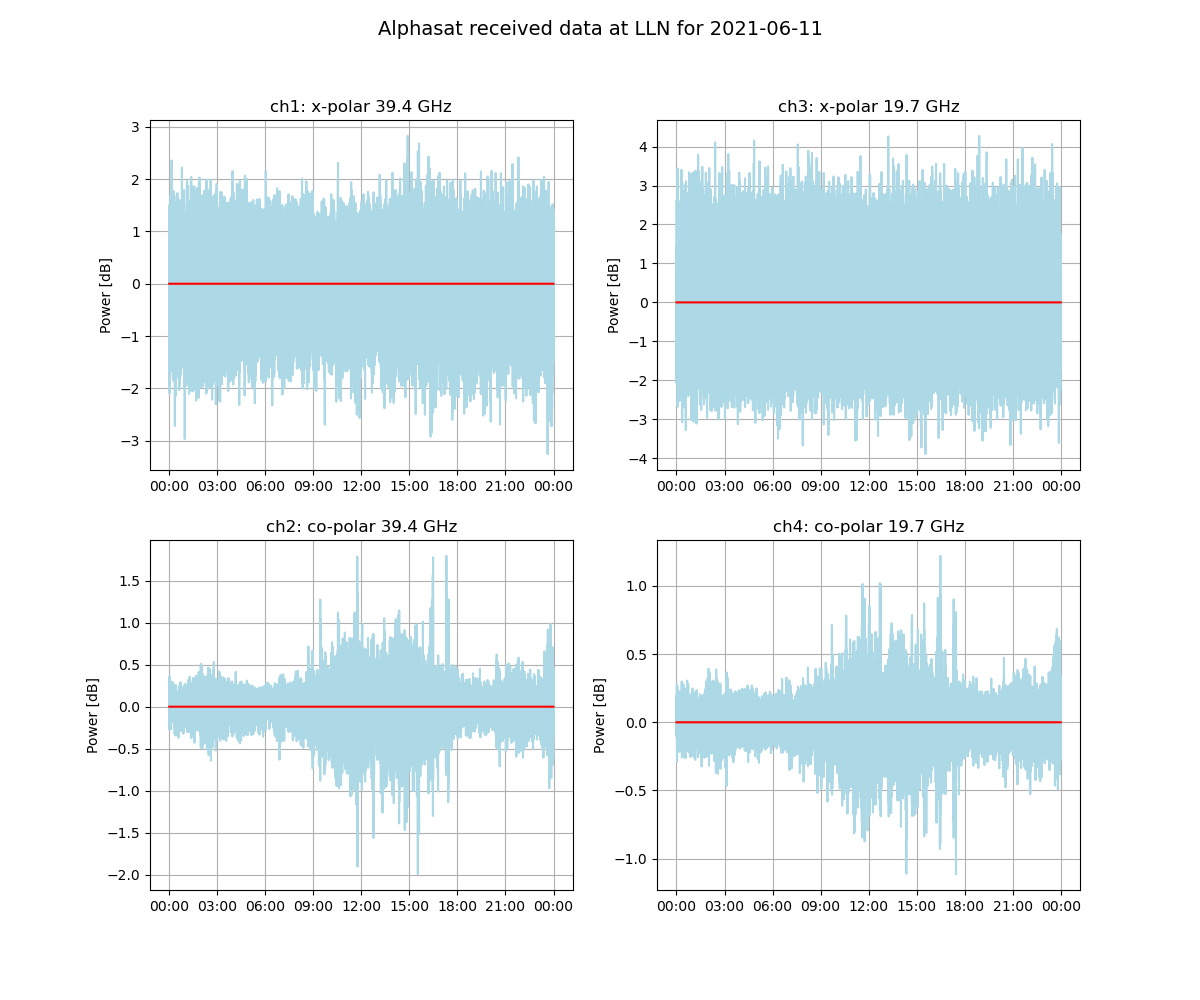 Alphasat received data at LLN for 2021-06-11
ch1: x-polar 39.4 GHz
Power [dB]
3
2
1
0
−1
−2
−3
00:00 03:00 06:00 09:00 12:00 15:00 18:00 21:00 00:00
ch3: x-polar 19.7 GHz
Power [dB]
4
3
2
1
0
−1
−2
−3
−4
00:00 03:00 06:00 09:00 12:00 15:00 18:00 21:00 00:00
ch2: co-polar 39.4 GHz
Power [dB]
1.5
1.0
0.5
0.0
−0.5
−1.0
−1.5
−2.0
00:00 03:00 06:00 09:00 12:00 15:00 18:00 21:00 00:00
ch4: co-polar 19.7 GHz
Power [dB]
1.0
0.5
0.0
−0.5
−1.0
00:00 03:00 06:00 09:00 12:00 15:00 18:00 21:00 00:00